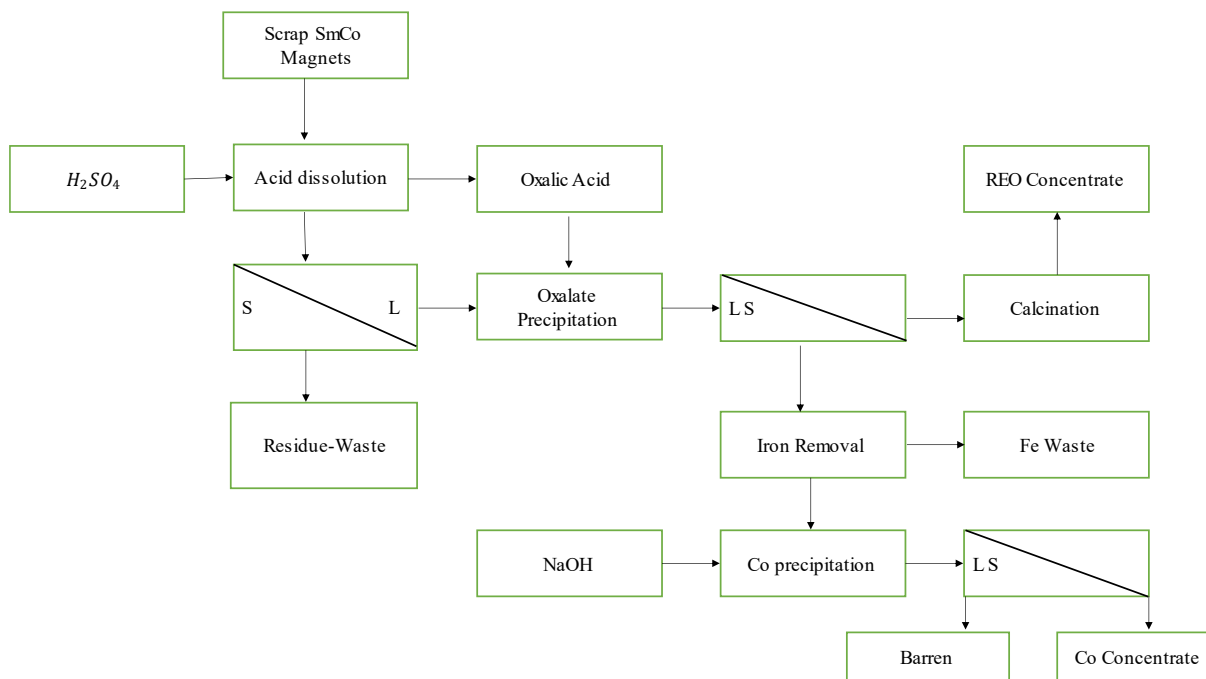 Scrap SmCo
Magnets
H₂SO₄
Acid dissolution
Oxalic Acid
REO Concentrate
S
L
Oxalate
Precipitation
L S
Calcination
Residue-Waste
Iron Removal
Fe Waste
NaOH
Co precipitation
L S
Barren
Co Concentrate